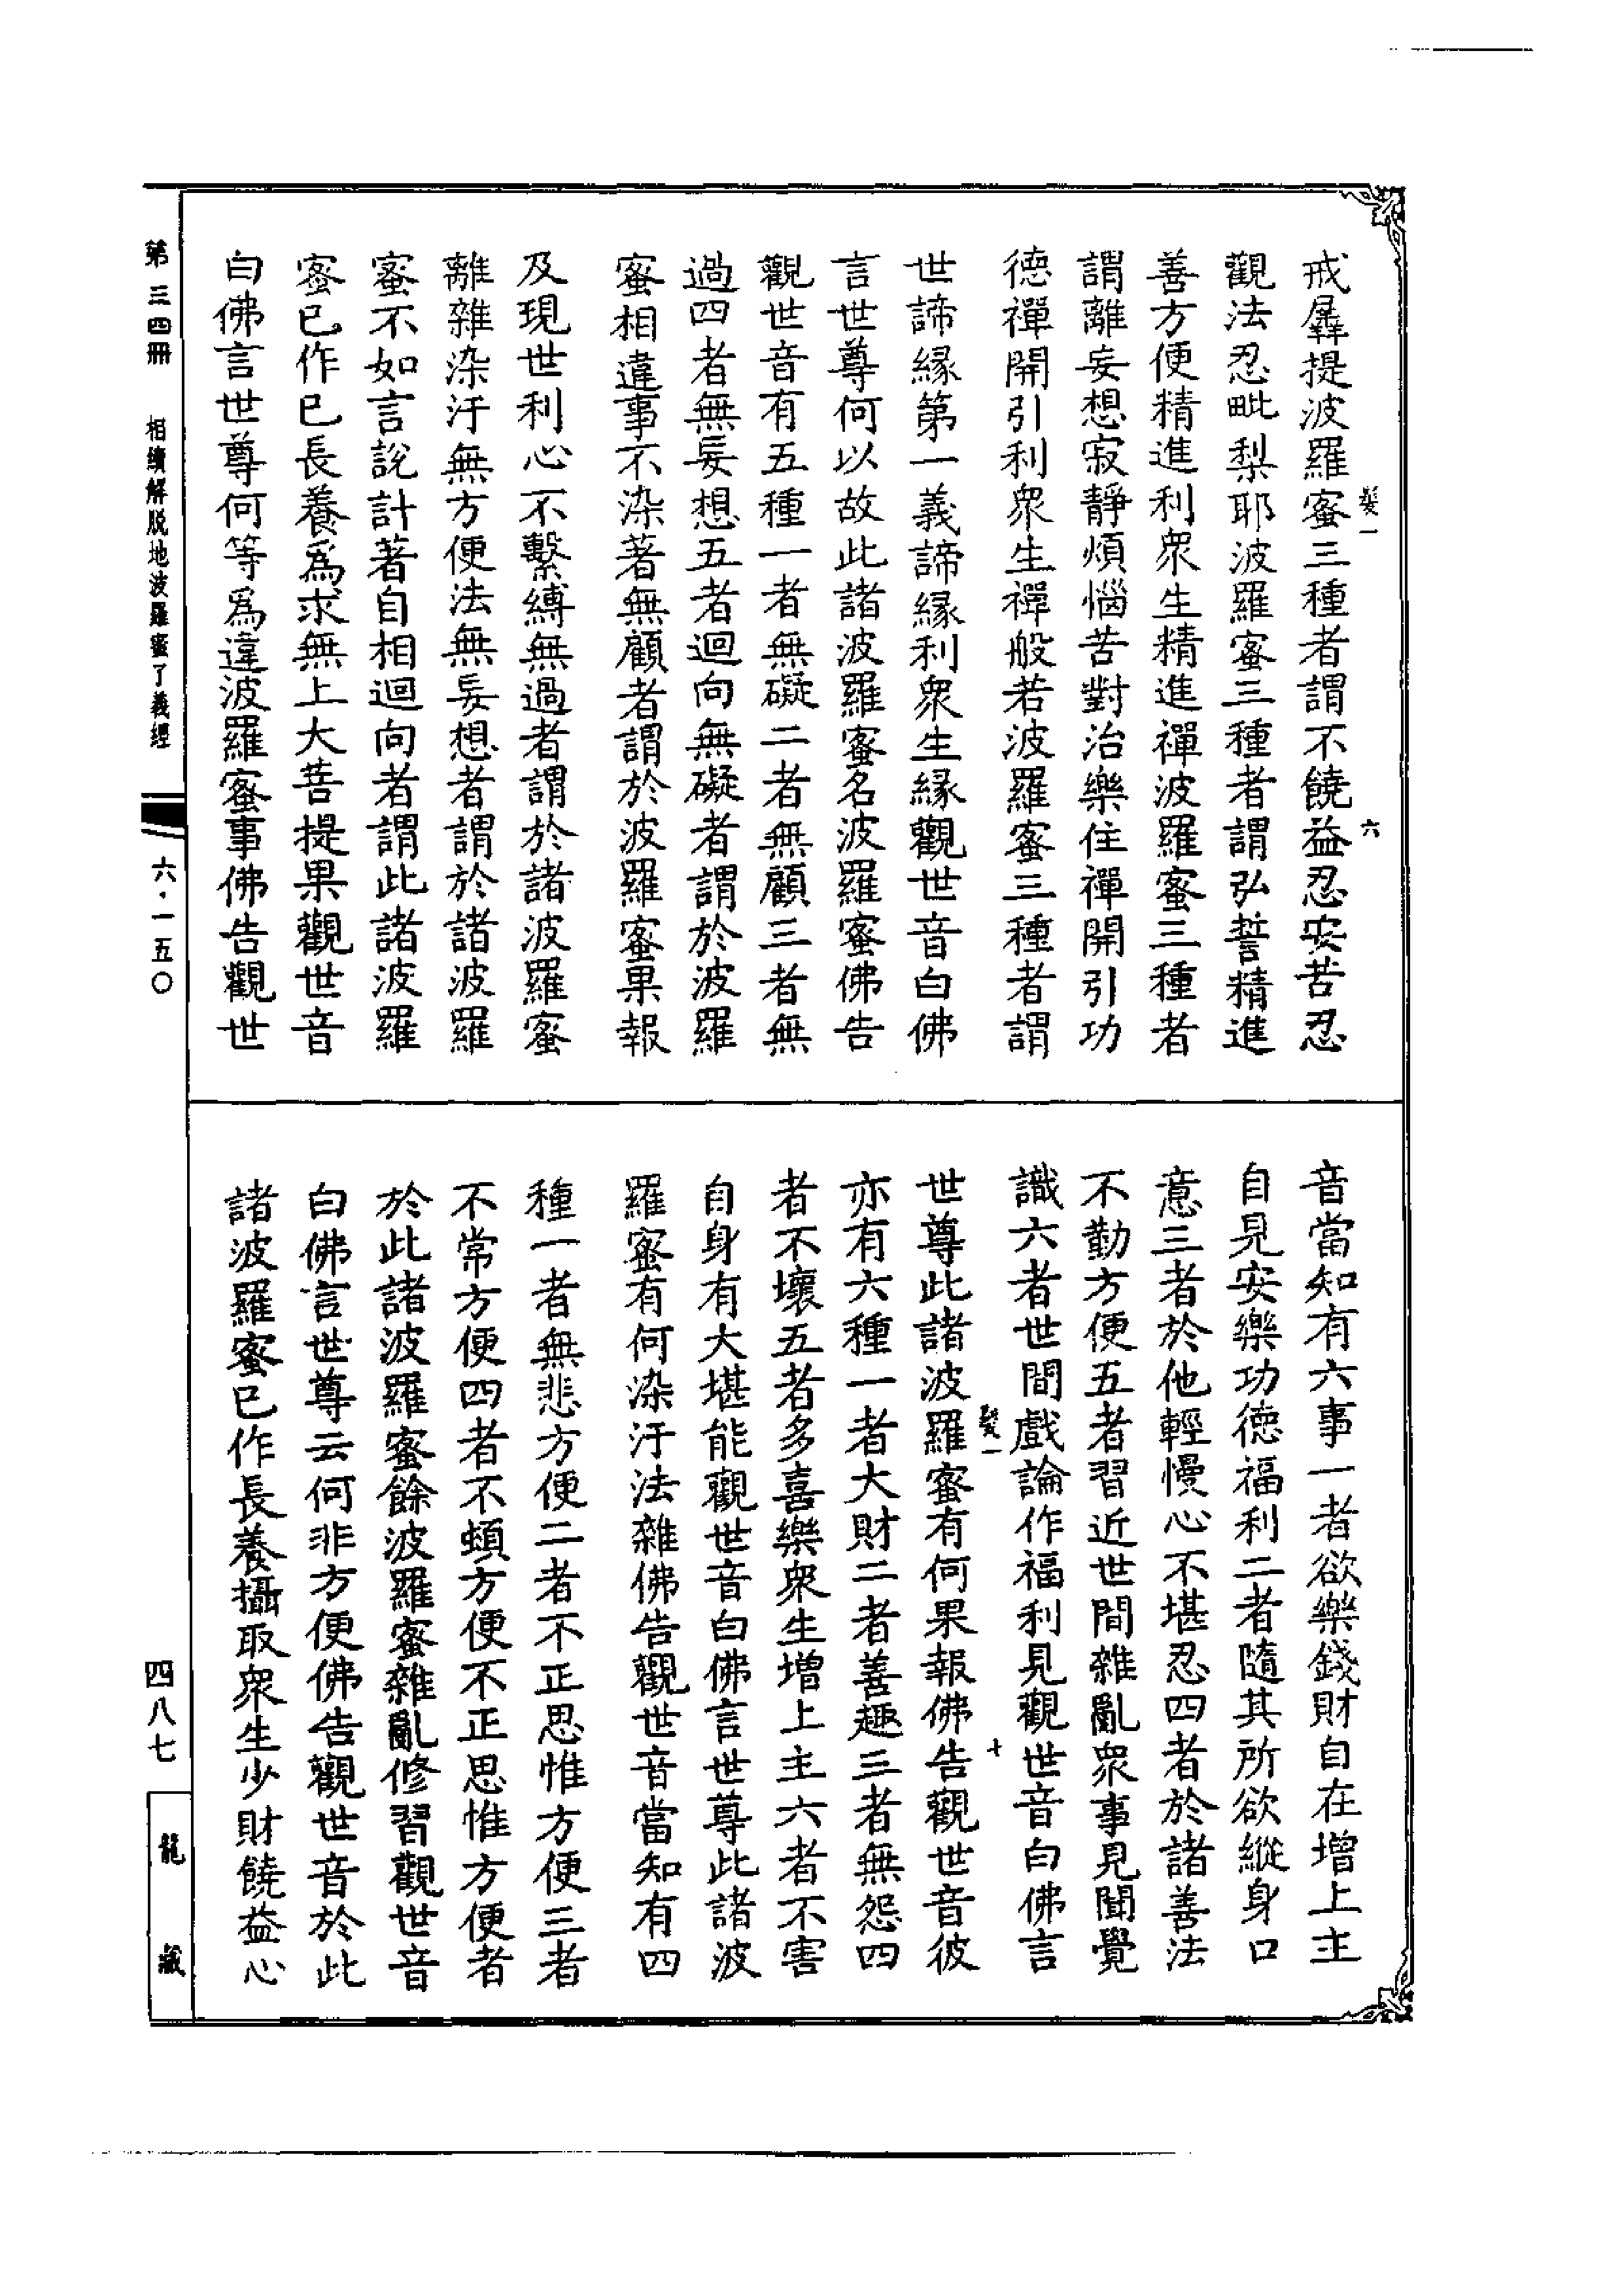 髮一 六
戒羼提波羅蜜三種者謂不饒益忍安苦忍
觀法忍毗梨耶波羅蜜三種者謂弘誓精進
善方便精進利衆生精進禪波羅蜜三種者
謂離妄想寂靜煩惱苦對治樂住禪開引功
德禪開引利衆生禪般若波羅蜜三種者謂
世諦緣第一義諦緣利衆生緣觀世音白佛
言世尊何以故此諸波羅蜜名波羅蜜佛告
觀世音有五種一者無礙二者無顧三者無
過四者無妄想五者迴向無礙者謂於波羅
蜜相違事不染著無顧者謂於波羅蜜果報
及現世利心不繫縛無過者謂於諸波羅蜜
離雜染汙無方便法無妄想者謂於諸波羅
蜜不如言說計著自相迴向者謂此諸波羅
蜜已作已長養爲求無上大菩提果觀世音
白佛言世尊何等爲違波羅蜜事佛告觀世
音當知有六事一者欲樂錢財自在增上主
自見安樂功德福利二者隨其所欲縱身口
意三者於他輕慢心不堪忍四者於諸善法
不勤方便五者習近世間雜亂衆事見聞覺
識六者世間戲論作福利見觀世音白佛言
髮一 十
世尊此諸波羅蜜有何果報佛告觀世音彼
亦有六種一者大財二者善趣三者無怨四
者不壞五者多喜樂衆生增上主六者不害
自身有大堪能觀世音白佛言世尊此諸波
羅蜜有何染汙法雜佛告觀世音當知有四
種一者無悲方便二者不正思惟方便三者
不常方便四者不頻方便不正思惟方便者
於此諸波羅蜜餘波羅蜜雜亂修習觀世音
白佛言世尊云何非方便佛告觀世音於此
諸波羅蜜已作長養攝取衆生少財饒益心
第三四冊 相續解脫地波羅蜜了義經 六·一五〇 四八七 龍藏